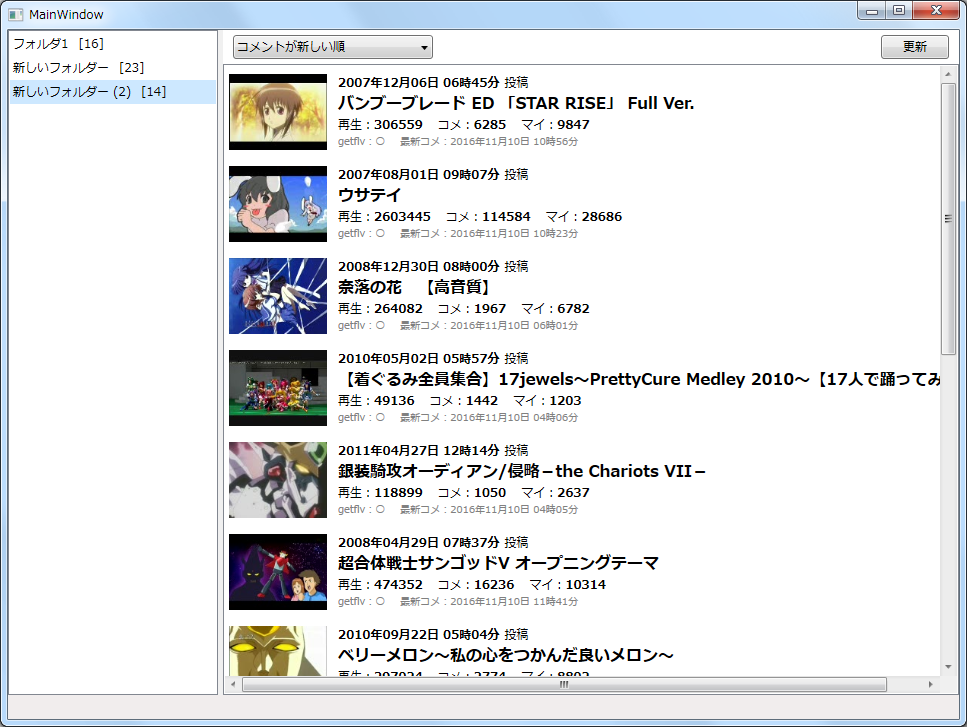 MainWindow
フォルダ1 [16]
新しいフォルダー [23]
新しいフォルダー (2) [14]
コメントが新しい順
更新
2007年12月06日 06時45分 投稿
バンブーブレード ED 「STAR RISE」 Full Ver.
再生：306559 コメ：6285 マイ：9847
getflv：○ 最新コメ：2016年11月10日 10時56分
2007年08月01日 09時07分 投稿
ウサテイ
再生：2603445 コメ：114584 マイ：28686
getflv：○ 最新コメ：2016年11月10日 10時23分
2008年12月30日 08時00分 投稿
奈落の花 【高音質】
再生：264082 コメ：1967 マイ：6782
getflv：○ 最新コメ：2016年11月10日 06時01分
2010年05月02日 05時57分 投稿
【着ぐるみ全員集合】17jewels～PrettyCure Medley 2010～【17人で踊ってみ
再生：49136 コメ：1442 マイ：1203
getflv：○ 最新コメ：2016年11月10日 04時06分
2011年04月27日 12時14分 投稿
銀装騎攻オーディアン/侵略－the Chariots VII－
再生：118899 コメ：1050 マイ：2637
getflv：○ 最新コメ：2016年11月10日 04時05分
2008年04月29日 07時37分 投稿
超合体戦士サンゴッドV オープニングテーマ
再生：474352 コメ：16236 マイ：10314
getflv：○ 最新コメ：2016年11月10日 11時41分
2010年09月22日 05時04分 投稿
ベリーメロン～私の心をつかんだ良いメロン～